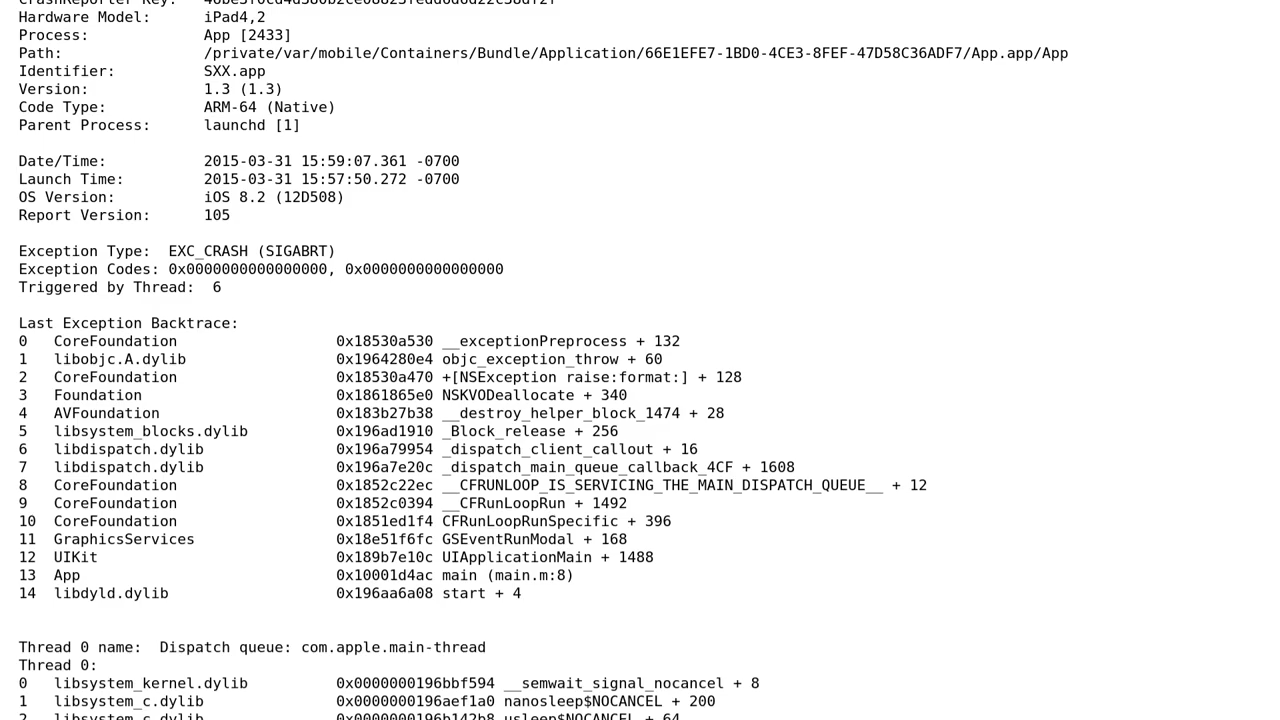 Hardware Model:      iPad4,2
Process:             App [2433]
Path:                /private/var/mobile/Containers/Bundle/Application/66E1EFE7-1BD0-4CE3-8FEF-47D58C36ADF7/App.app/App
Identifier:          SXX.app
Version:             1.3 (1.3)
Code Type:           ARM-64 (Native)
Parent Process:      launchd [1]
Date/Time:           2015-03-31 15:59:07.361 -0700
Launch Time:         2015-03-31 15:57:50.272 -0700
OS Version:          iOS 8.2 (12D508)
Report Version:      105
Exception Type:  EXC_CRASH (SIGABRT)
Exception Codes: 0x0000000000000000, 0x0000000000000000
Triggered by Thread:  6
Last Exception Backtrace:
0   CoreFoundation                  0x18530a530 __exceptionPreprocess + 132
1   libobjc.A.dylib                 0x1964280e4 objc_exception_throw + 60
2   CoreFoundation                  0x18530a470 +[NSException raise:format:] + 128
3   Foundation                      0x1861865e0 NSKVODeallocate + 340
4   AVFoundation                    0x183b27b38 __destroy_helper_block_1474 + 28
5   libsystem_blocks.dylib          0x196ad1910 _Block_release + 256
6   libdispatch.dylib               0x196a79954 _dispatch_client_callout + 16
7   libdispatch.dylib               0x196a7e20c _dispatch_main_queue_callback_4CF + 1608
8   CoreFoundation                  0x1852c22ec __CFRUNLOOP_IS_SERVICING_THE_MAIN_DISPATCH_QUEUE__ + 12
9   CoreFoundation                  0x1852c0394 __CFRunLoopRun + 1492
10  CoreFoundation                  0x1851ed1f4 CFRunLoopRunSpecific + 396
11  GraphicsServices                0x18e51f6fc GSEventRunModal + 168
12  UIKit                           0x189b7e10c UIApplicationMain + 1488
13  App                             0x10001d4ac main (main.m:8)
14  libdyld.dylib                   0x196aa6a08 start + 4
Thread 0 name:  Dispatch queue: com.apple.main-thread
Thread 0:
0   libsystem_kernel.dylib          0x0000000196bbf594 __semwait_signal_nocancel + 8
1   libsystem_c.dylib               0x0000000196aef1a0 nanosleep$NOCANCEL + 200
2   libsystem_c.dylib               0x0000000196b142b8 usleep$NOCANCEL + 64